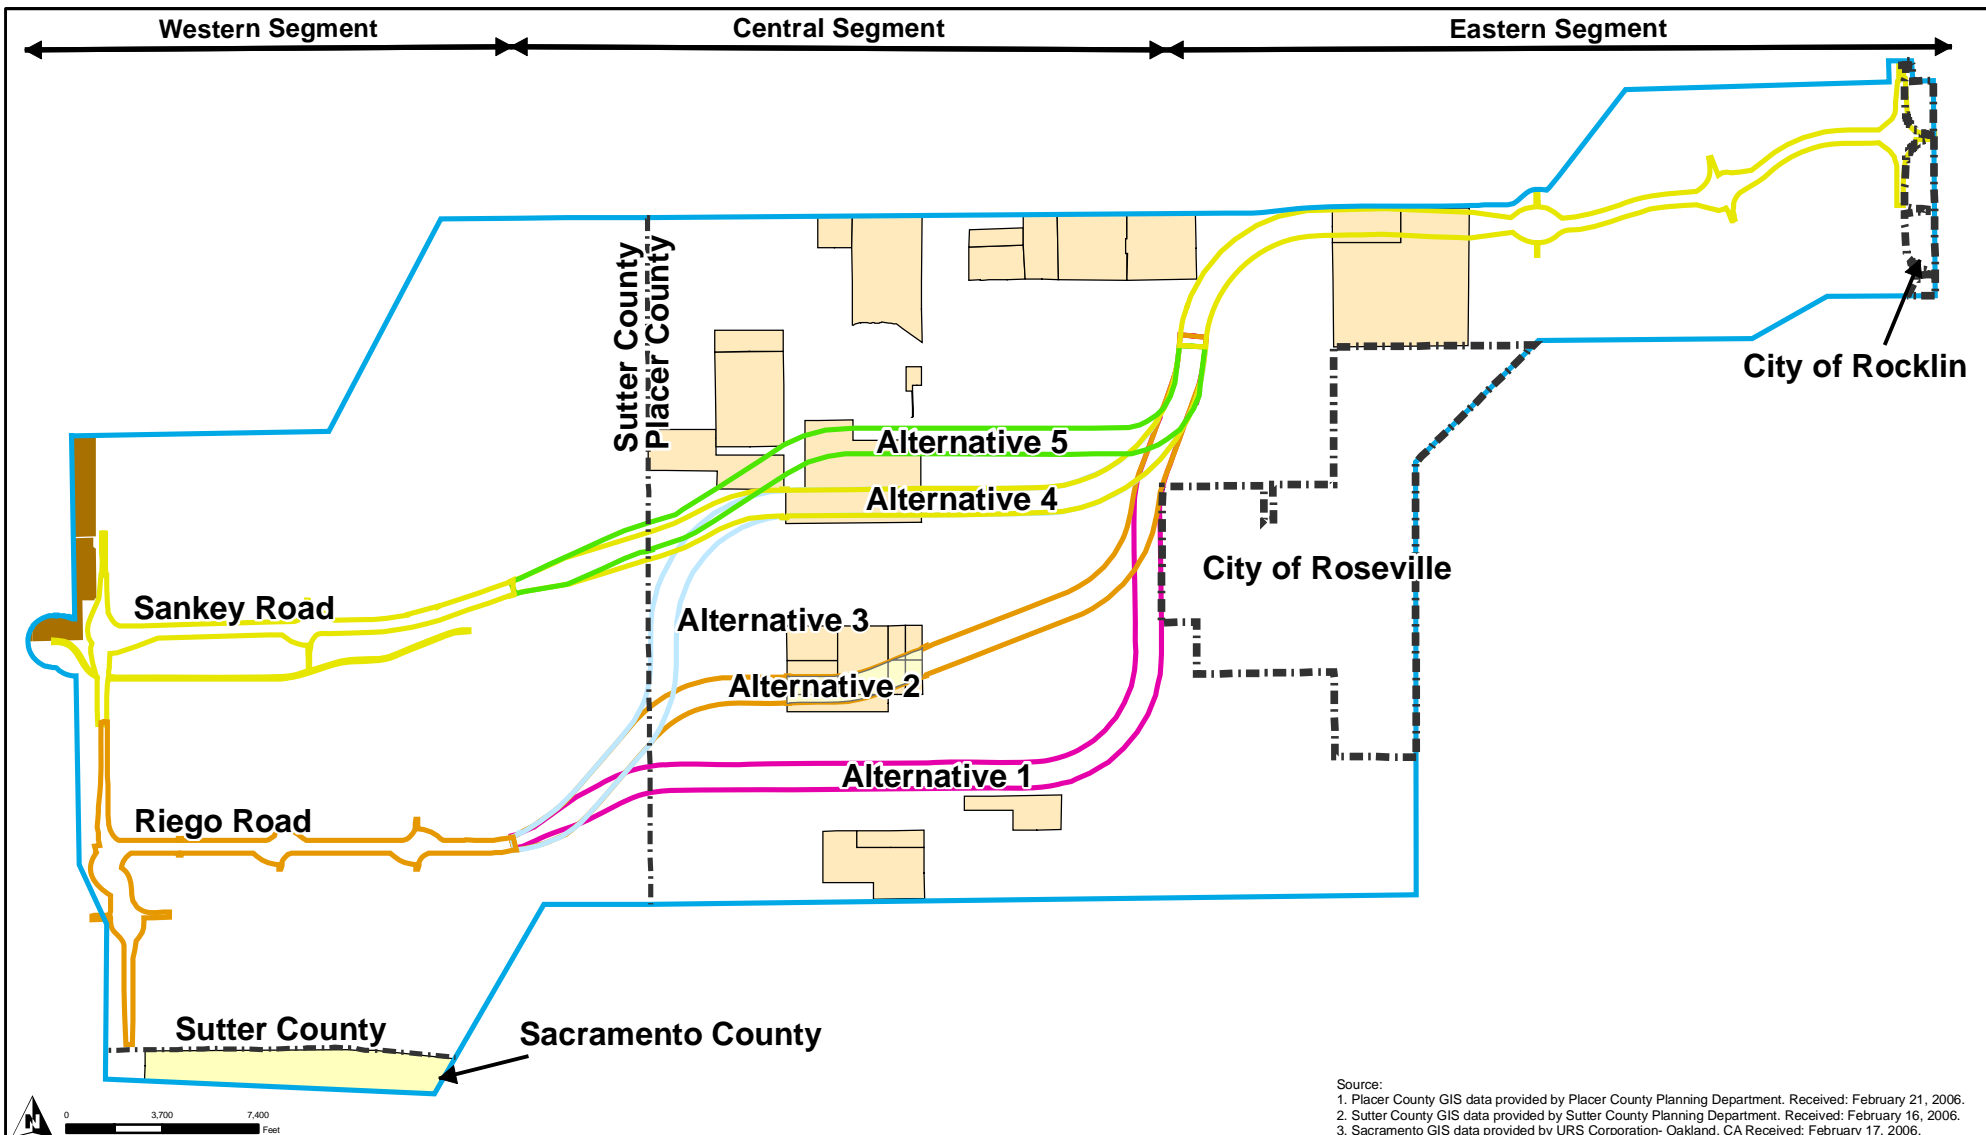 Western Segment
Central Segment
Eastern Segment
Sutter County
Placer County
City of Rocklin
Alternative 5
Alternative 4
City of Roseville
Sankey Road
Alternative 3
Alternative 2
Alternative 1
Riego Road
Sutter County
Sacramento County
N
0 3,700 7,400
Feet
Source:
1. Placer County GIS data provided by Placer County Planning Department. Received: February 21, 2006.
2. Sutter County GIS data provided by Sutter County Planning Department. Received: February 16, 2006.
3. Sacramento GIS data provided by URS Corporation- Oakland, CA Received: February 17, 2006.